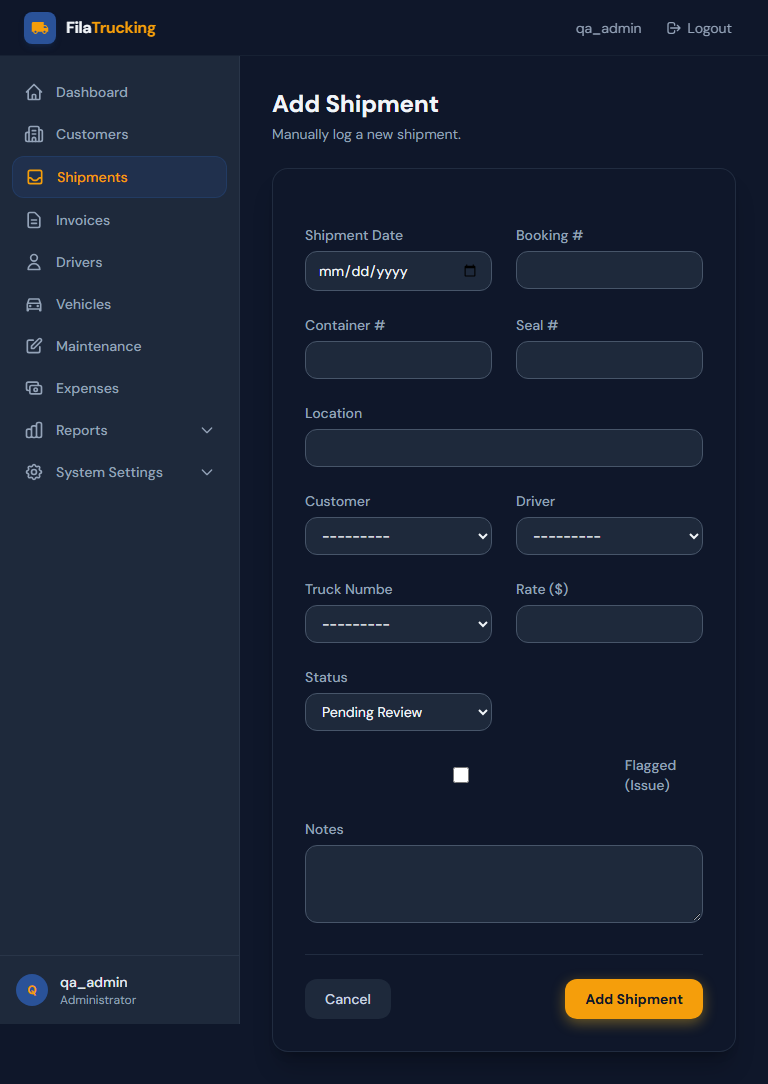 FilaTrucking
qa_admin
Logout
Dashboard
Customers
Shipments
Invoices
Drivers
Vehicles
Maintenance
Expenses
Reports
System Settings
Add Shipment
Manually log a new shipment.
Shipment Date
Booking #
mm/dd/yyyy
Container #
Seal #
Location
Customer
Driver
---------
---------
Truck Numbe
Rate ($)
---------
Status
Pending Review
Flagged
(Issue)
Notes
Cancel
Add Shipment
Q
qa_admin
Administrator